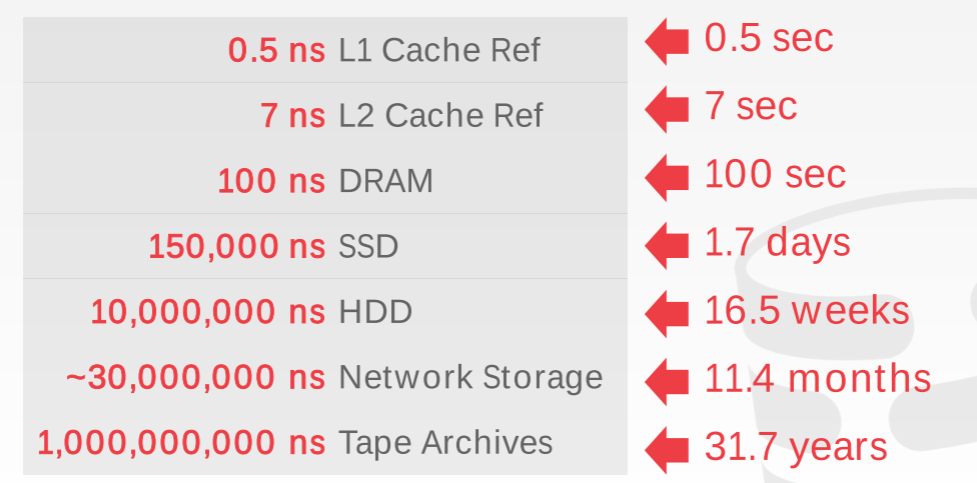 0.5 ns L1 Cache Ref 0.5 sec
7 ns L2 Cache Ref 7 sec
100 ns DRAM 100 sec
150,000 ns SSD 1.7 days
10,000,000 ns HDD 16.5 weeks
~30,000,000 ns Network Storage 11.4 months
1,000,000,000 ns Tape Archives 31.7 years